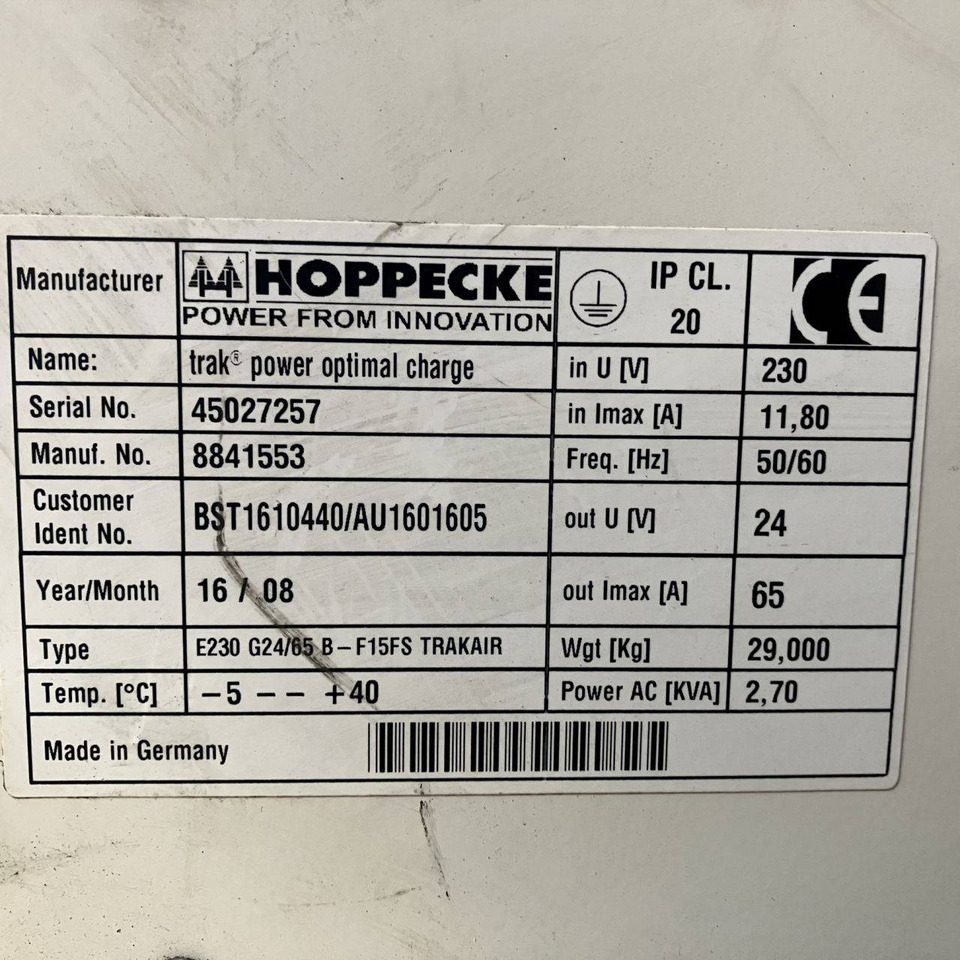 Manufacturer HOPPECKE IP CL. CE
POWER FROM INNOVATION 20
Name: trak® power optimal charge in U [V] 230
Serial No. 45027257 in Imax [A] 11,80
Manuf. No. 8841553 Freq. [Hz] 50/60
Customer
Ident No. BST1610440/AU1601605 out U [V] 24
Year/Month 16 / 08 out Imax [A] 65
Type E230 G24/65 B-F15FS TRAKAIR Wgt [Kg] 29,000
Temp. [°C] -5 -- +40 Power AC [KVA] 2,70
Made in Germany